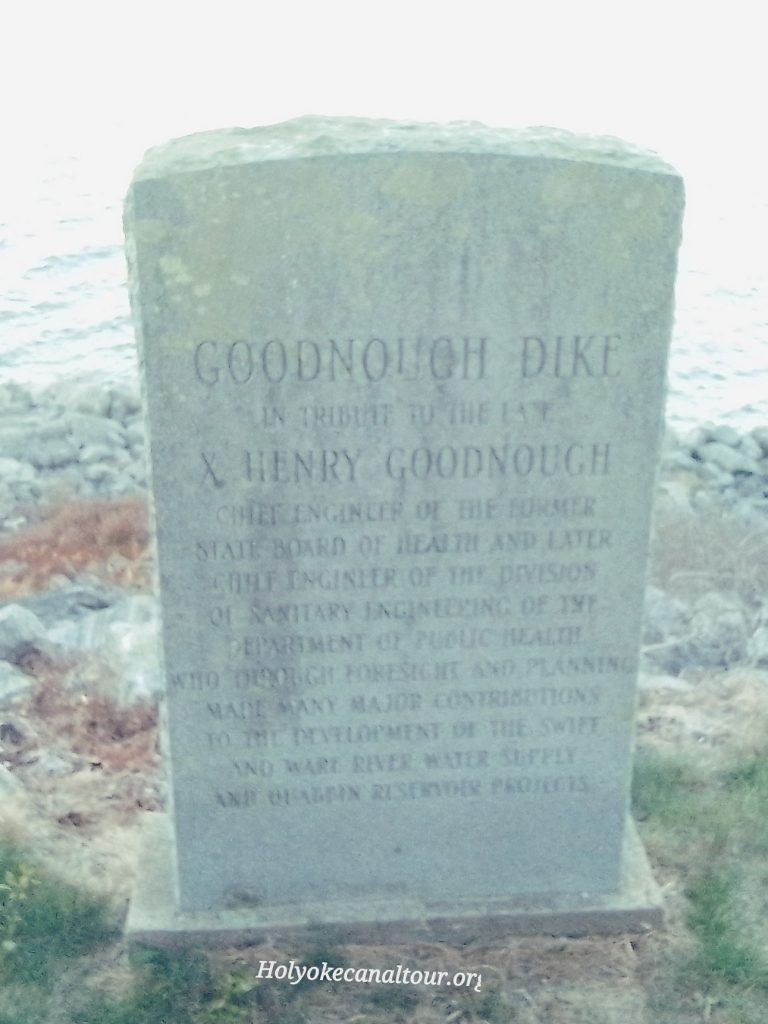 GOODNOUGH DIKE
IN TRIBUTE TO THE LATE
X HENRY GOODNOUGH
CHIEF ENGINEER OF THE FORMER
STATE BOARD OF HEALTH AND LATER
CHIEF ENGINEER OF THE DIVISION
OF SANITARY ENGINEERING OF THE
DEPARTMENT OF PUBLIC HEALTH
WHO THROUGH FORESIGHT AND PLANNING
MADE MANY MAJOR CONTRIBUTIONS
TO THE DEVELOPMENT OF THE SWIFT
AND WARE RIVER WATER SUPPLY
AND QUABBIN RESERVOIR PROJECTS
Holyokecanaltour.org